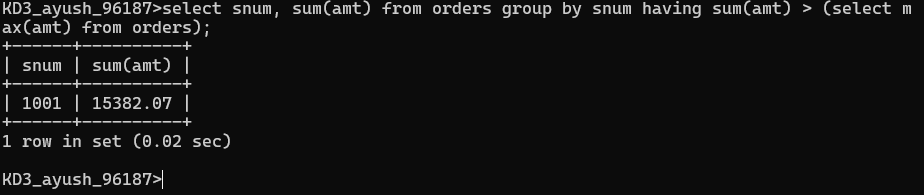 KD3_ayush_96187>select snum, sum(amt) from orders group by snum having sum(amt) > (select m
ax(amt) from orders);
+------+----------+
| snum | sum(amt) |
+------+----------+
| 1001 | 15382.07 |
+------+----------+
1 row in set (0.02 sec)
KD3_ayush_96187>